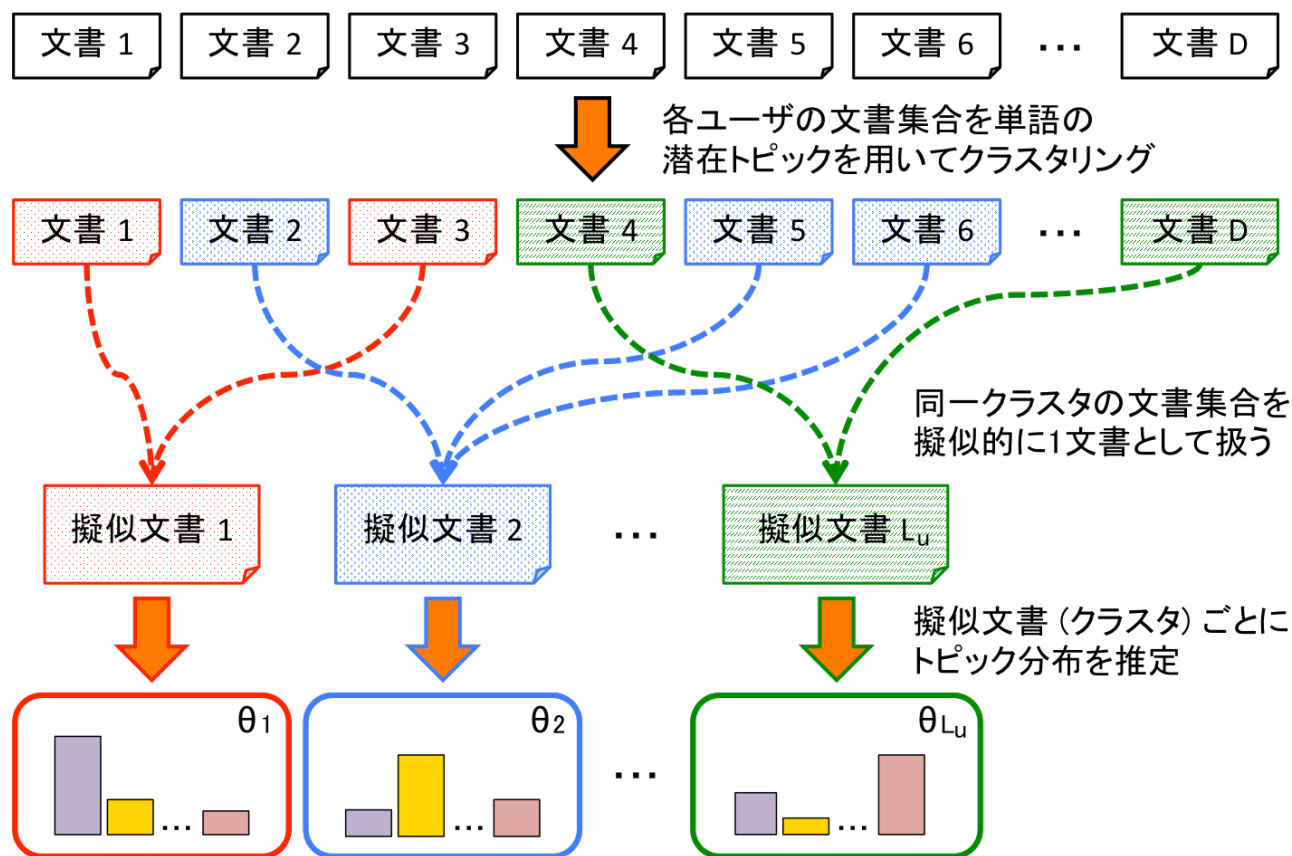 文書 1 文書 2 文書 3 文書 4 文書 5 文書 6 … 文書 D
各ユーザの文書集合を単語の
潜在トピックを用いてクラスタリング
文書 1 文書 2 文書 3 文書 4 文書 5 文書 6 … 文書 D
同一クラスタの文書集合を
擬似的に1文書として扱う
擬似文書 1 擬似文書 2 … 擬似文書 Lu
擬似文書 (クラスタ) ごとに
トピック分布を推定
θ1 θ2 … θLu
… … …